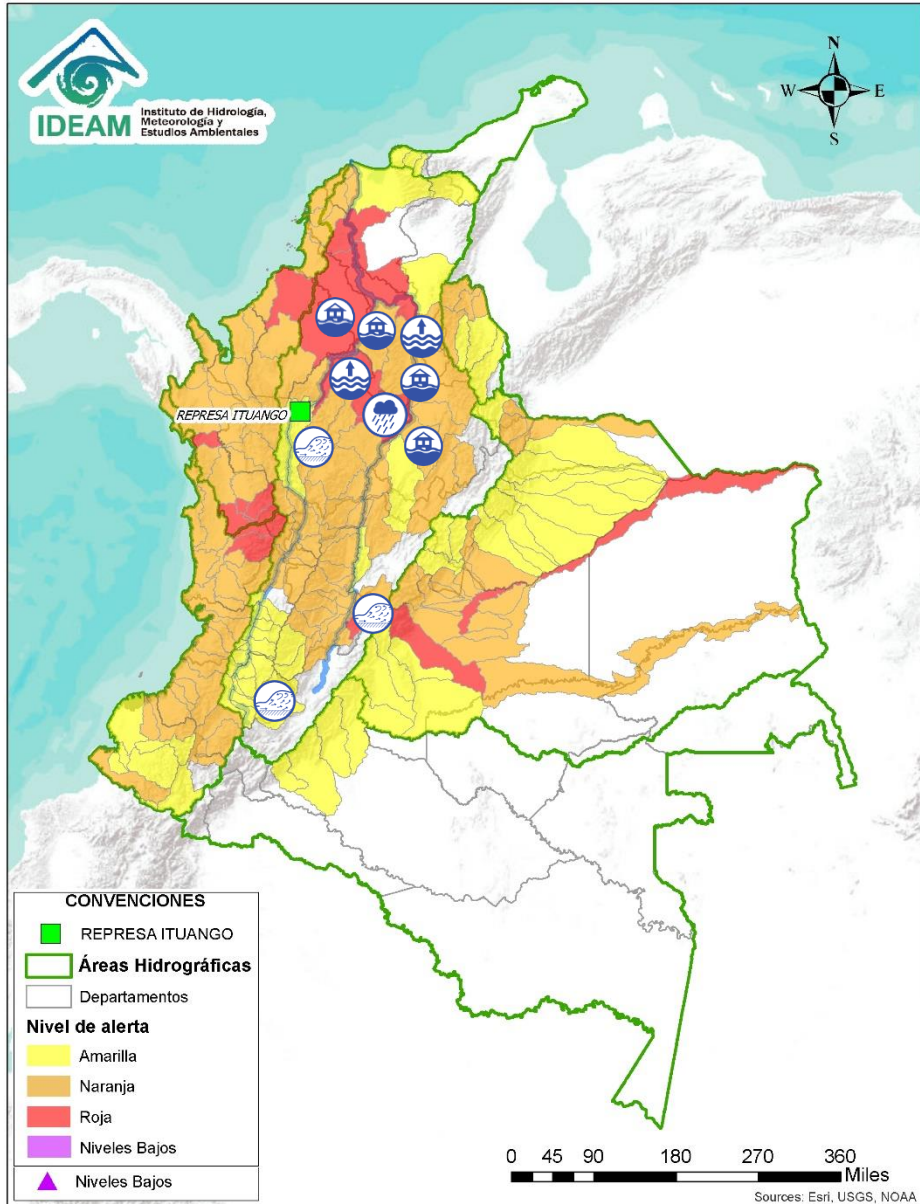 IDEAM
Instituto de Hidrología,
Meteorología y
Estudios Ambientales
N
W
E
S
REPRESA ITUANGO
CONVENCIONES
REPRESA ITUANGO
Áreas Hidrográficas
Departamentos
Nivel de alerta
Amarilla
Naranja
Roja
Niveles Bajos
Niveles Bajos
0 45 90 180 270 360
Miles
Sources: Esri, USGS, NOAA